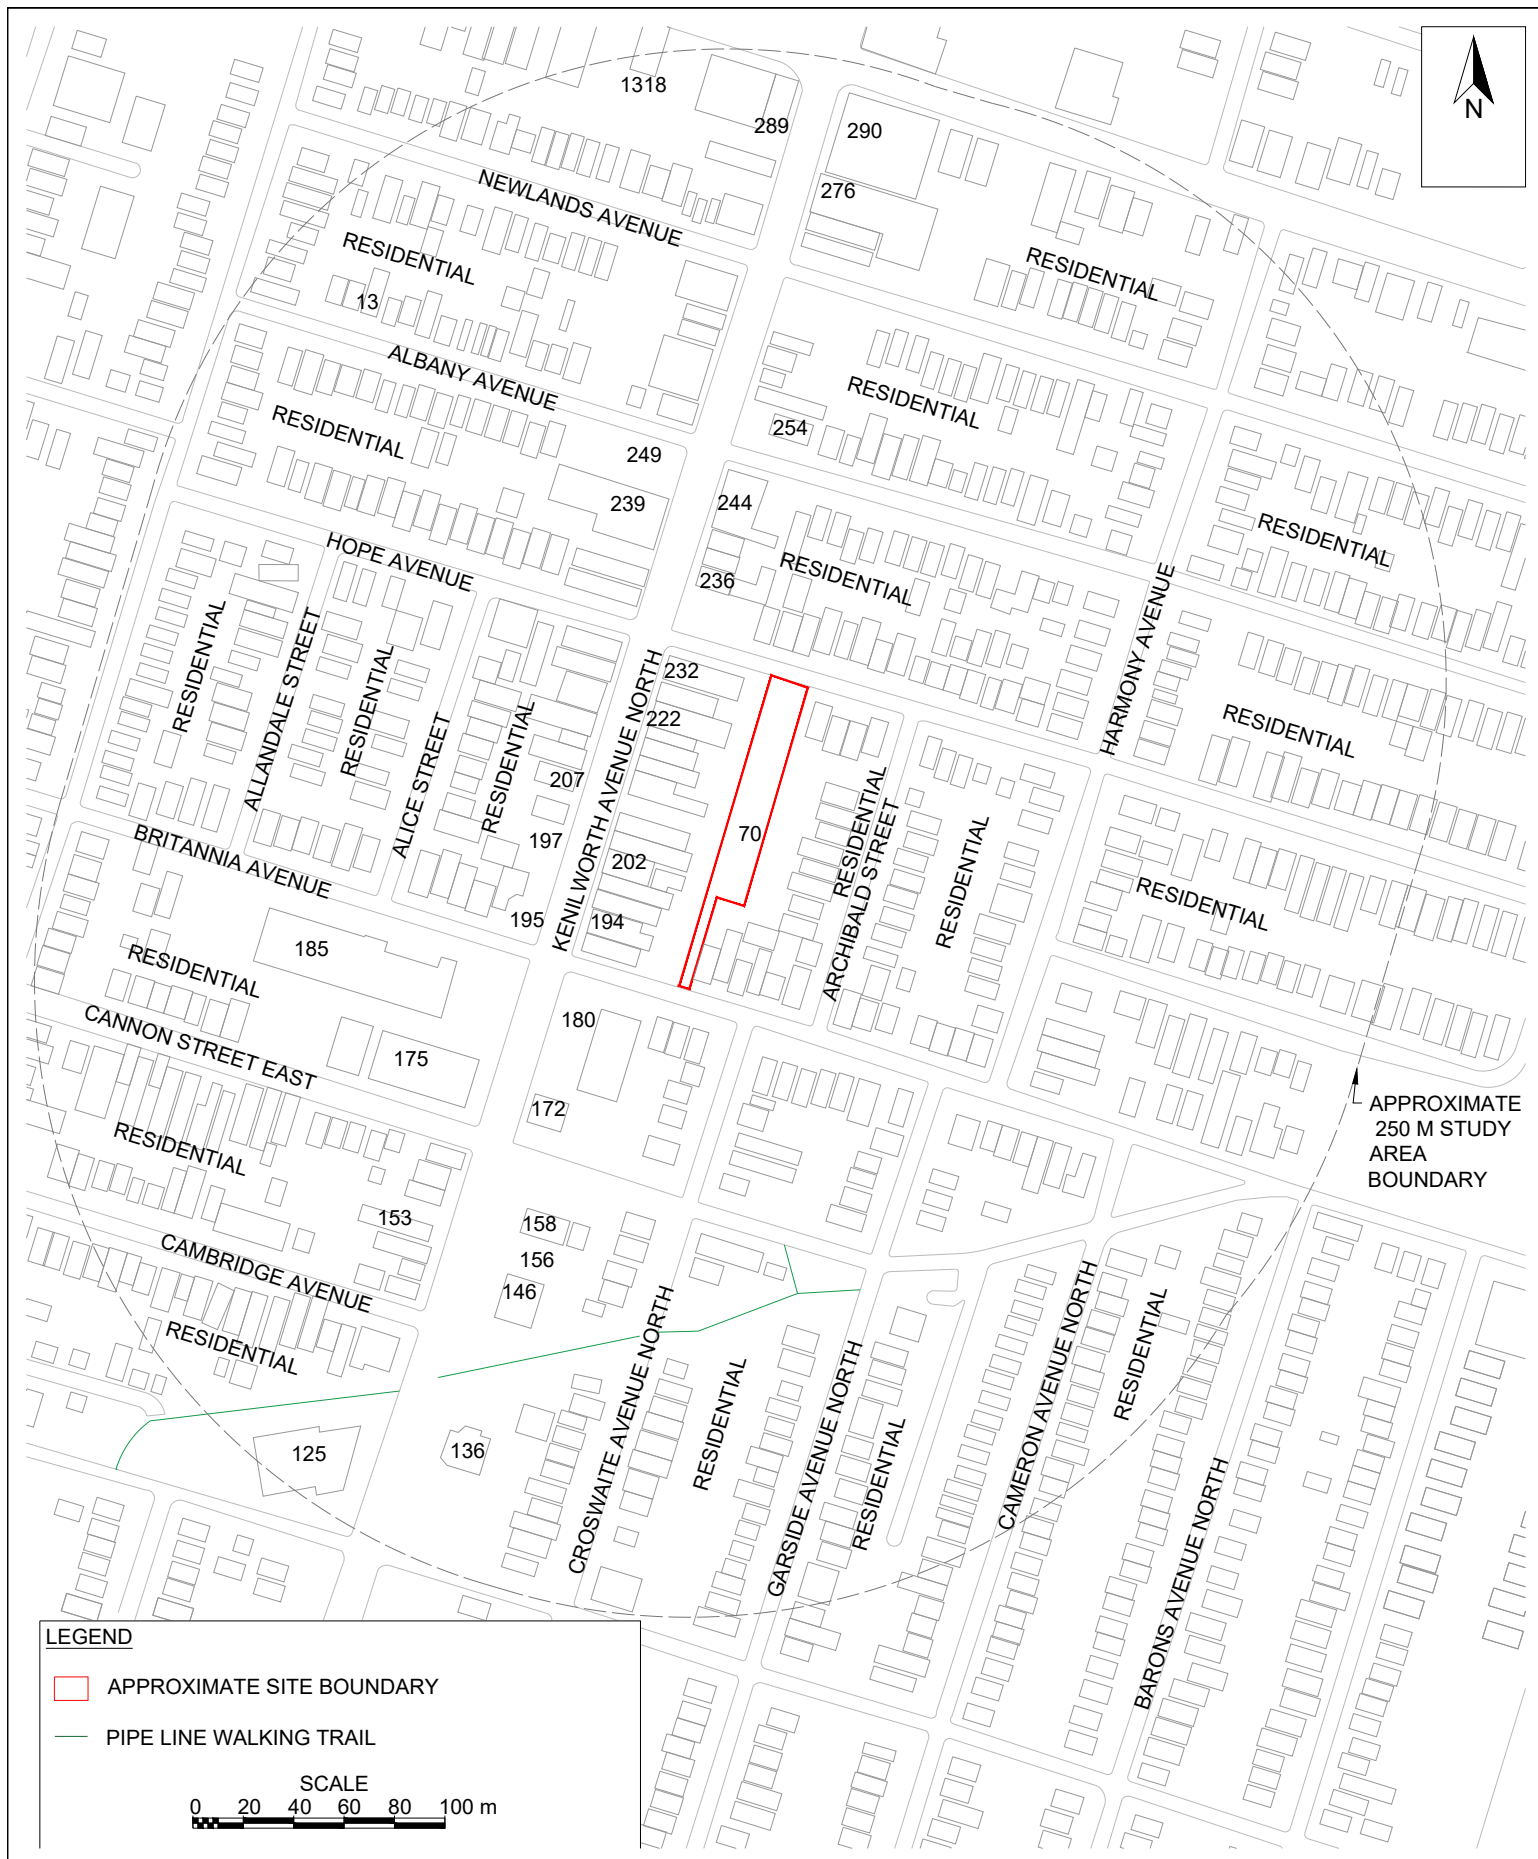 1318
289
290
N
NEWLANDS AVENUE
276
RESIDENTIAL
RESIDENTIAL
13
ALBANY AVENUE
RESIDENTIAL
RESIDENTIAL
254
249
239
244
RESIDENTIAL
HOPE AVENUE
RESIDENTIAL
236
HARMONY AVENUE
RESIDENTIAL
ALLANDALE STREET
RESIDENTIAL
ALICE STREET
RESIDENTIAL
KENILWORTH AVENUE NORTH
232
222
207
RESIDENTIAL
70
RESIDENTIAL
ARCHIBALD STREET
RESIDENTIAL
197
202
BRITANNIA AVENUE
RESIDENTIAL
195
194
185
RESIDENTIAL
CANNON STREET EAST
180
175
172
APPROXIMATE
250 M STUDY
AREA
BOUNDARY
RESIDENTIAL
153
158
156
146
CAMBRIDGE AVENUE
RESIDENTIAL
CROSWAITE AVENUE NORTH
RESIDENTIAL
GARSIDE AVENUE NORTH
RESIDENTIAL
CAMERON AVENUE NORTH
RESIDENTIAL
BARONS AVENUE NORTH
125
136
LEGEND
APPROXIMATE SITE BOUNDARY
PIPE LINE WALKING TRAIL
SCALE
0 20 40 60 80 100 m